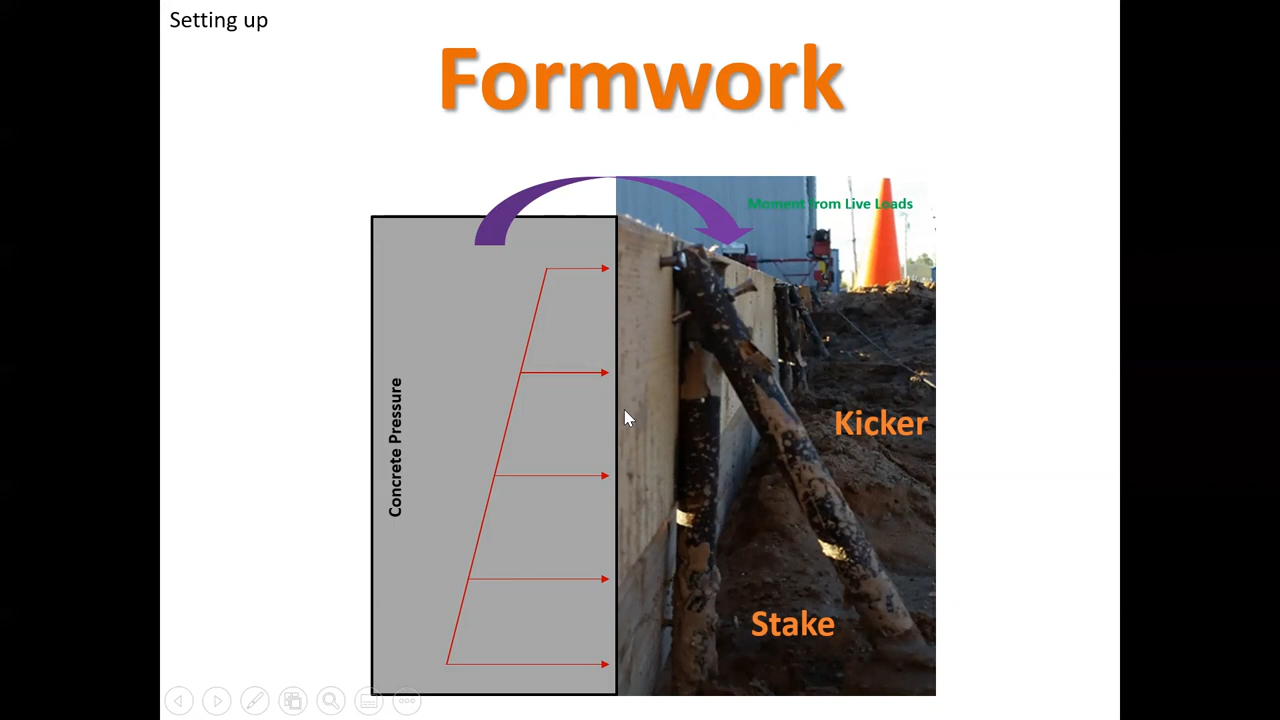 Setting up
Formwork
Moment from Live Loads
Concrete Pressure
Kicker
Stake